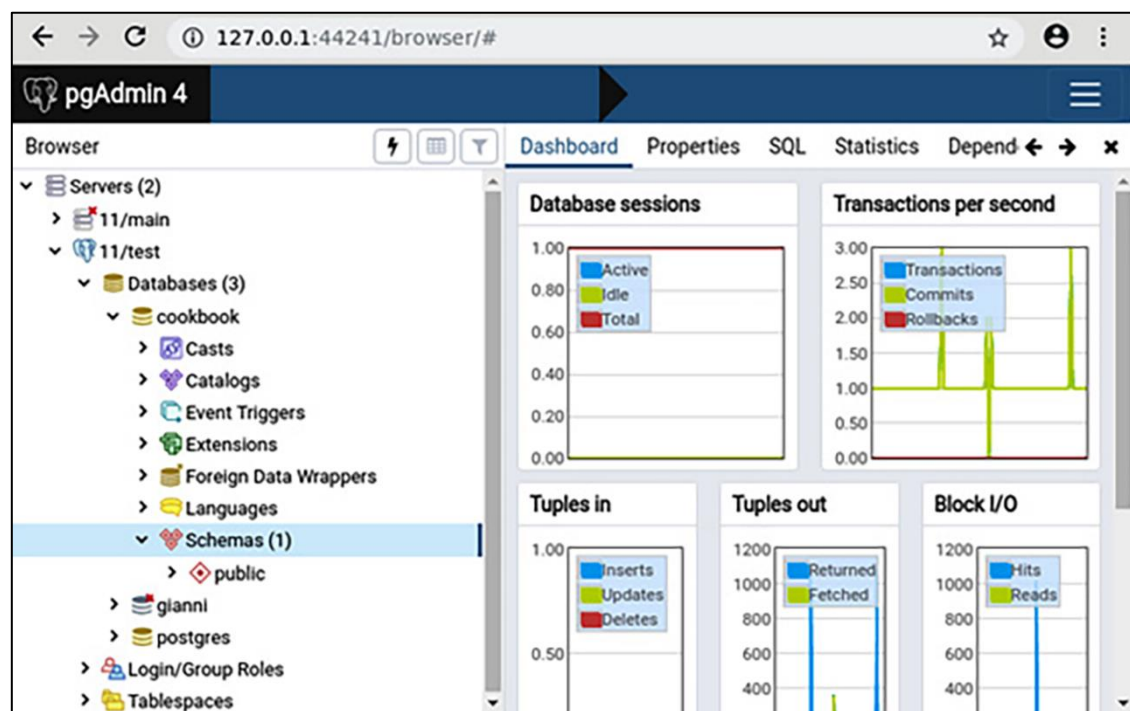 127.0.0.1:44241/browser/#
pgAdmin 4
Browser
Dashboard Properties SQL Statistics Depend
Servers (2)
11/main
11/test
Databases (3)
cookbook
Casts
Catalogs
Event Triggers
Extensions
Foreign Data Wrappers
Languages
Schemas (1)
public
gianni
postgres
Login/Group Roles
Tablespaces
Database sessions
1.00
0.80
0.60
0.40
0.20
0.00
Active
Idle
Total
Transactions per second
3.00
2.50
2.00
1.50
1.00
0.50
0.00
Transactions
Commits
Rollbacks
Tuples in
1.00
0.50
Inserts
Updates
Deletes
Tuples out
1200
1000
800
600
400
Returned
Fetched
Block I/O
1200
1000
800
600
400
Hits
Reads